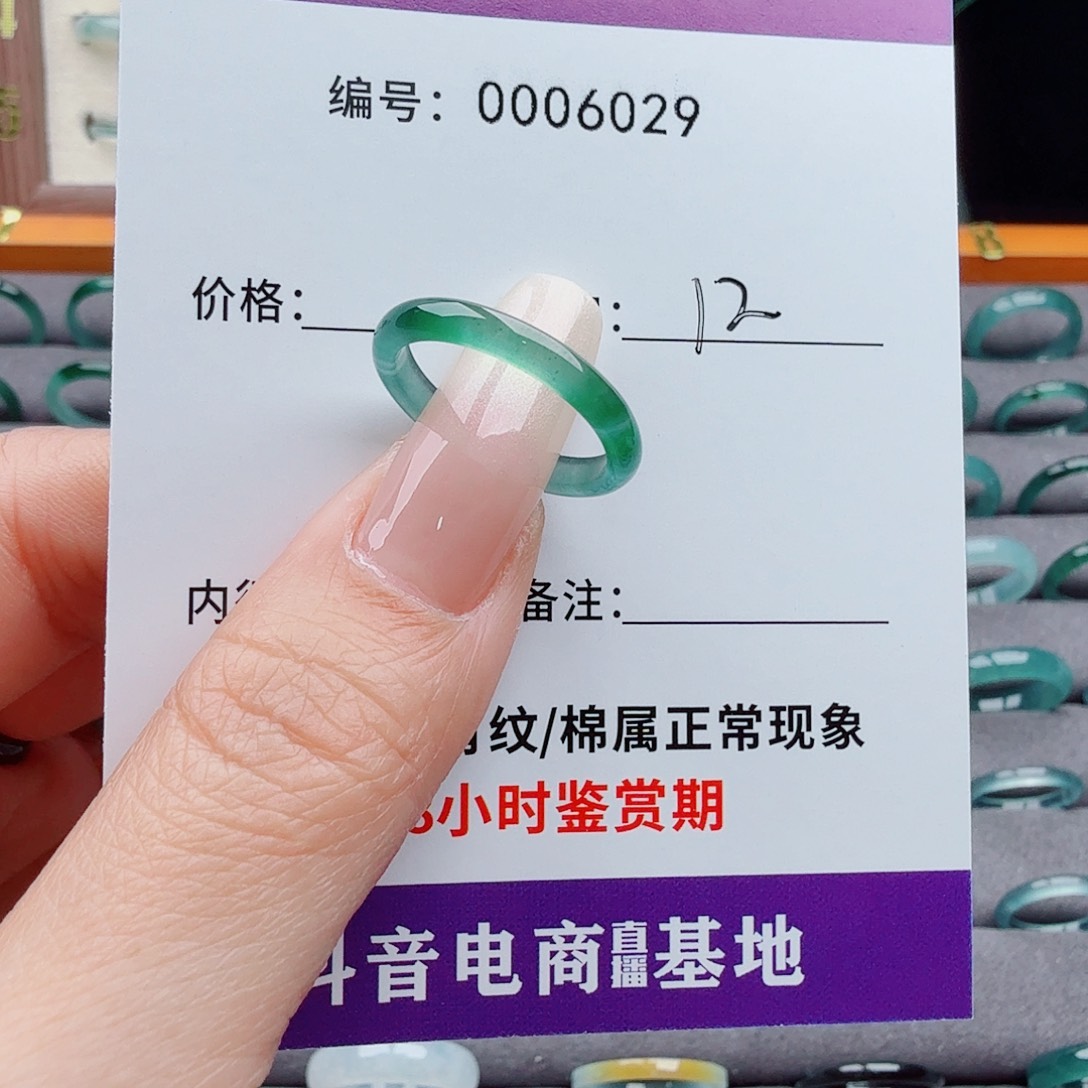 编号：0006029
价格：
：12
内
备注：
纹/棉属正常现象
小时鉴赏期
音电商直播基地